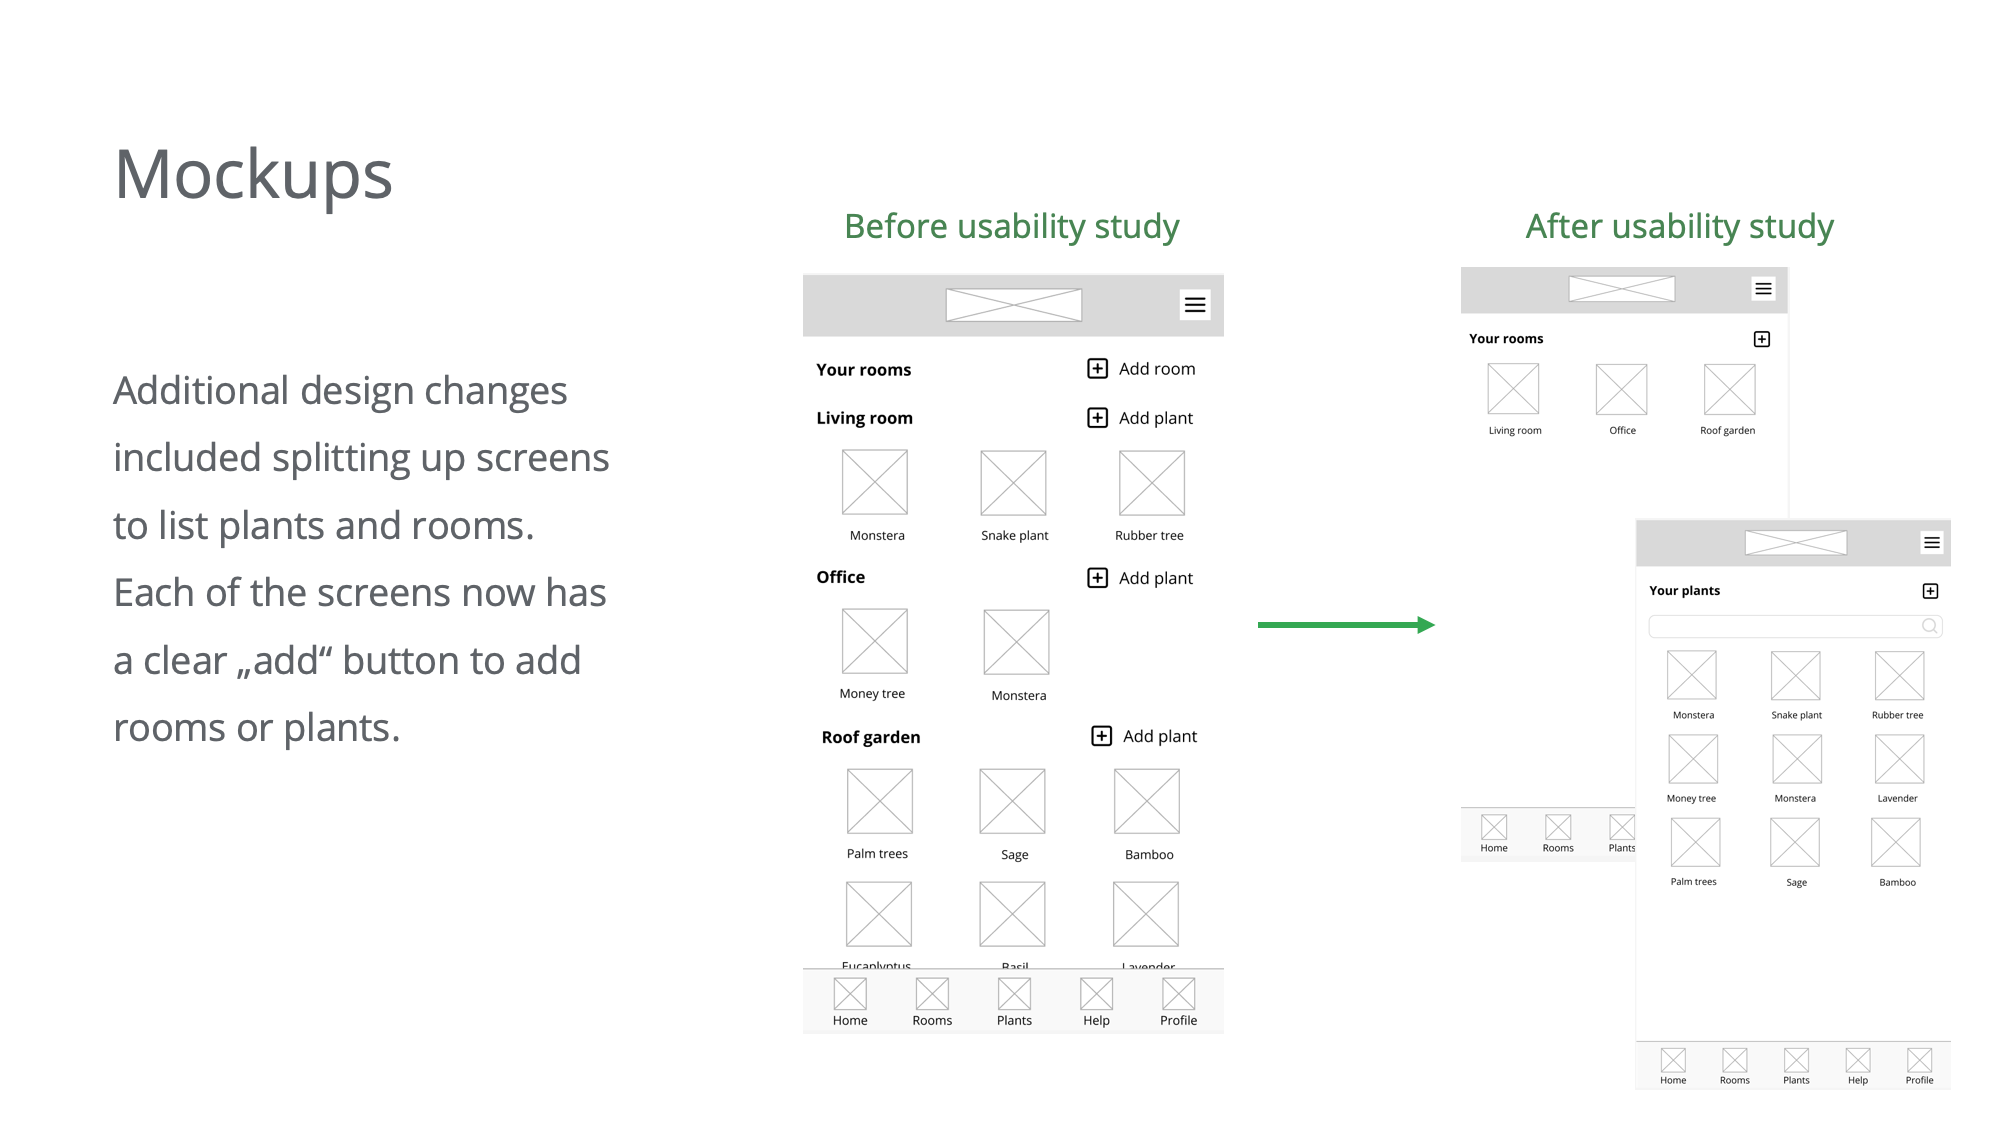 Mockups
Additional design changes
included splitting up screens
to list plants and rooms.
Each of the screens now has
a clear „add“ button to add
rooms or plants.
Before usability study
Your rooms
Add room
Living room
Add plant
Monstera Snake plant Rubber tree
Office
Add plant
Money tree Monstera
Roof garden
Add plant
Palm trees Sage Bamboo
Eucaplyptus Basil Lavender
Home Rooms Plants Help Profile
After usability study
Your rooms
Living room Office Roof garden
Home Rooms Plants
Your plants
Monstera Snake plant Rubber tree
Money tree Monstera Lavender
Palm trees Sage Bamboo
Home Rooms Plants Help Profile